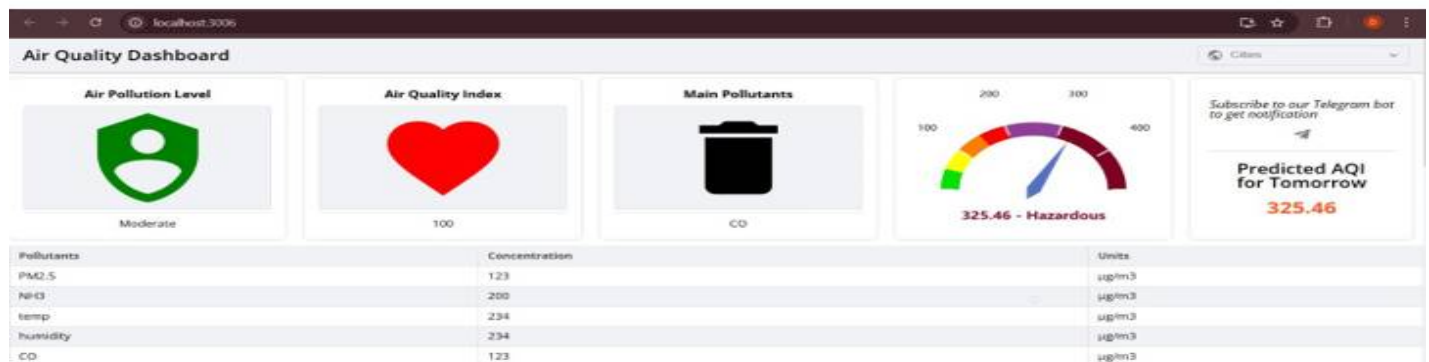 localhost:3006
Air Quality Dashboard
Cities
Air Pollution Level
Moderate
Air Quality Index
100
Main Pollutants
CO
100
200
300
400
325.46 - Hazardous
Subscribe to our Telegram bot
to get notification
Predicted AQI
for Tomorrow
325.46
Pollutants Concentration Units
PM2.5 123 µg/m3
NH3 200 µg/m3
temp 234 µg/m3
humidity 234 µg/m3
CO 123 µg/m3